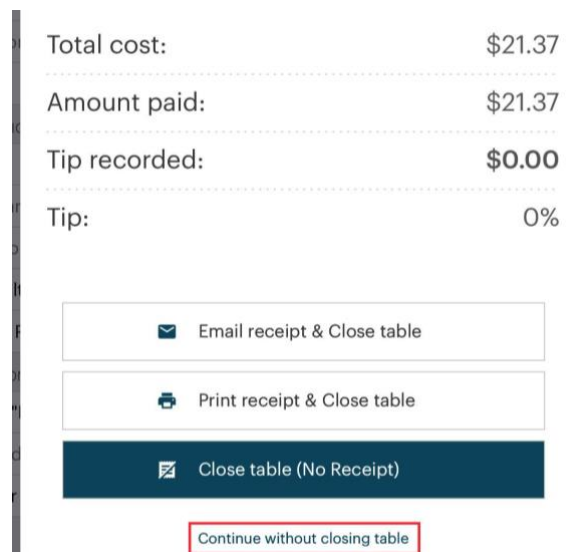 Total cost: $21.37
Amount paid: $21.37
Tip recorded: $0.00
Tip: 0%
Email receipt & Close table
Print receipt & Close table
Close table (No Receipt)
Continue without closing table